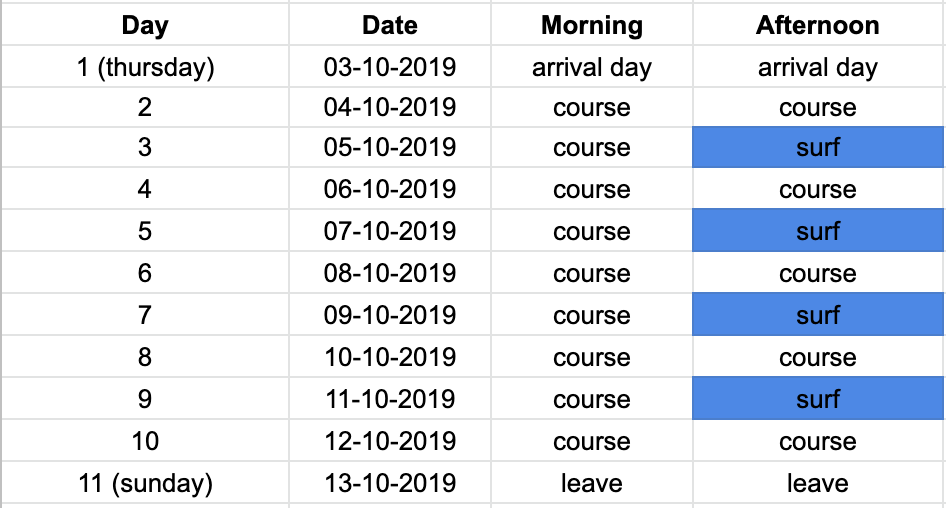 Day Date Morning Afternoon
1 (thursday) 03-10-2019 arrival day arrival day
2 04-10-2019 course course
3 05-10-2019 course surf
4 06-10-2019 course course
5 07-10-2019 course surf
6 08-10-2019 course course
7 09-10-2019 course surf
8 10-10-2019 course course
9 11-10-2019 course surf
10 12-10-2019 course course
11 (sunday) 13-10-2019 leave leave